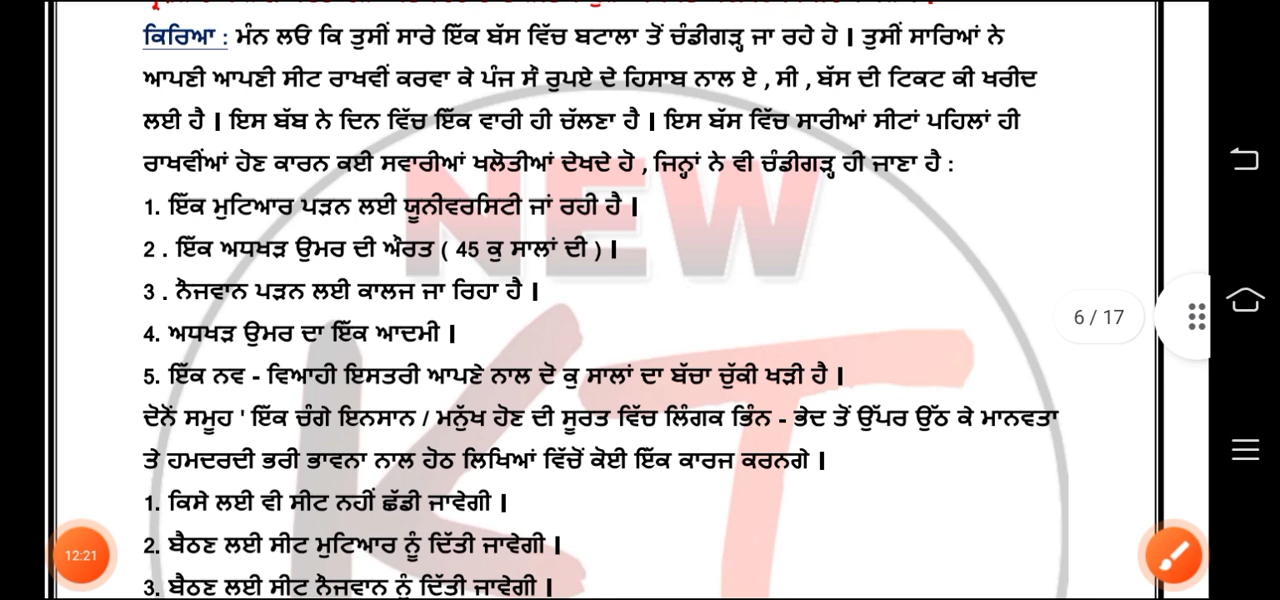 ਕਿਰਿਆ : ਮੰਨ ਲਓ ਕਿ ਤੁਸੀਂ ਸਾਰੇ ਇੱਕ ਬੱਸ ਵਿੱਚ ਬਟਾਲਾ ਤੋਂ ਚੰਡੀਗੜ੍ਹ ਜਾ ਰਹੇ ਹੋ । ਤੁਸੀਂ ਸਾਰਿਆਂ ਨੇ
ਆਪਣੀ ਆਪਣੀ ਸੀਟ ਰਾਖਵੀਂ ਕਰਵਾ ਕੇ ਪੰਜ ਸੌ ਰੁਪਏ ਦੇ ਹਿਸਾਬ ਨਾਲ ਏ , ਸੀ , ਬੱਸ ਦੀ ਟਿਕਟ ਕੀ ਖਰੀਦ
ਲਈ ਹੈ । ਇਸ ਬੱਬ ਨੇ ਦਿਨ ਵਿੱਚ ਇੱਕ ਵਾਰੀ ਹੀ ਚੱਲਣਾ ਹੈ । ਇਸ ਬੱਸ ਵਿੱਚ ਸਾਰੀਆਂ ਸੀਟਾਂ ਪਹਿਲਾਂ ਹੀ
ਰਾਖਵੀਂਆਂ ਹੋਣ ਕਾਰਨ ਕਈ ਸਵਾਰੀਆਂ ਖਲੋਤੀਆਂ ਦੇਖਦੇ ਹੋ , ਜਿਨ੍ਹਾਂ ਨੇ ਵੀ ਚੰਡੀਗੜ੍ਹ ਹੀ ਜਾਣਾ ਹੈ :
1. ਇੱਕ ਮੁਟਿਆਰ ਪੜਨ ਲਈ ਯੂਨੀਵਰਸਿਟੀ ਜਾਂ ਰਹੀ ਹੈ ।
2 . ਇੱਕ ਅਧਖੜ ਉਮਰ ਦੀ ਔਰਤ ( 45 ਕੁ ਸਾਲਾਂ ਦੀ ) ।
3 . ਨੌਜਵਾਨ ਪੜਨ ਲਈ ਕਾਲਜ ਜਾ ਰਿਹਾ ਹੈ ।
6 / 17
4. ਅਧਖੜ ਉਮਰ ਦਾ ਇੱਕ ਆਦਮੀ ।
5. ਇੱਕ ਨਵ - ਵਿਆਹੀ ਇਸਤਰੀ ਆਪਣੇ ਨਾਲ ਦੋ ਕੁ ਸਾਲਾਂ ਦਾ ਬੱਚਾ ਚੁੱਕੀ ਖੜੀ ਹੈ ।
ਦੋਨੋਂ ਸਮੂਹ ' ਇੱਕ ਚੰਗੇ ਇਨਸਾਨ / ਮਨੁੱਖ ਹੋਣ ਦੀ ਸੂਰਤ ਵਿੱਚ ਲਿੰਗਕ ਭਿੰਨ - ਭੇਦ ਤੋਂ ਉੱਪਰ ਉੱਠ ਕੇ ਮਾਨਵਤਾ
ਤੇ ਹਮਦਰਦੀ ਭਰੀ ਭਾਵਨਾ ਨਾਲ ਹੇਠ ਲਿਖਿਆਂ ਵਿੱਚੋਂ ਕੋਈ ਇੱਕ ਕਾਰਜ ਕਰਨਗੇ ।
1. ਕਿਸੇ ਲਈ ਵੀ ਸੀਟ ਨਹੀਂ ਛੱਡੀ ਜਾਵੇਗੀ ।
2. ਬੈਠਣ ਲਈ ਸੀਟ ਮੁਟਿਆਰ ਨੂੰ ਦਿੱਤੀ ਜਾਵੇਗੀ ।
12:21
3. ਬੈਠਣ ਲਈ ਸੀਟ ਨੌਜਵਾਨ ਨੂੰ ਦਿੱਤੀ ਜਾਵੇਗੀ ।
NEW
KT